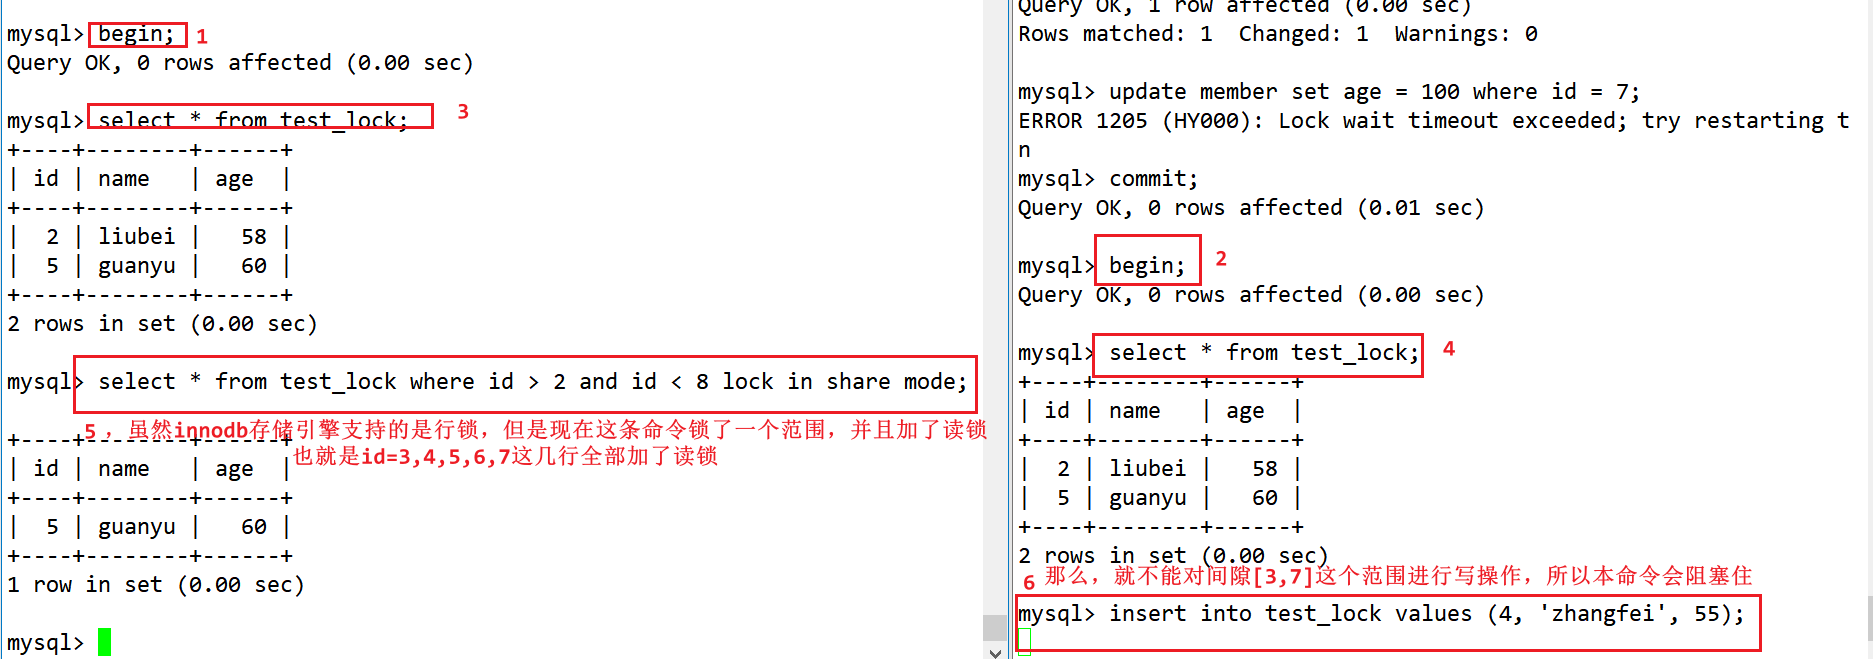 mysql> begin; 1
Query OK, 0 rows affected (0.00 sec)
mysql> select * from test_lock; 3
+----+--------+------+
| id | name   | age  |
+----+--------+------+
|  2 | liubei |   58 |
|  5 | guanyu |   60 |
+----+--------+------+
2 rows in set (0.00 sec)
mysql> select * from test_lock where id > 2 and id < 8 lock in share mode;
5 ，虽然innodb存储引擎支持的是行锁，但是现在这条命令锁了一个范围，并且加了读锁
也就是id=3,4,5,6,7这几行全部加了读锁
+----+--------+------+
| id | name   | age  |
+----+--------+------+
|  5 | guanyu |   60 |
+----+--------+------+
1 row in set (0.00 sec)
mysql>
Query OK, 1 row affected (0.00 sec)
Rows matched: 1  Changed: 1  Warnings: 0
mysql> update member set age = 100 where id = 7;
ERROR 1205 (HY000): Lock wait timeout exceeded; try restarting t
n
mysql> commit;
Query OK, 0 rows affected (0.01 sec)
mysql> begin; 2
Query OK, 0 rows affected (0.00 sec)
mysql> select * from test_lock; 4
+----+--------+------+
| id | name   | age  |
+----+--------+------+
|  2 | liubei |   58 |
|  5 | guanyu |   60 |
+----+--------+------+
2 rows in set (0.00 sec)
6 那么，就不能对间隙[3,7]这个范围进行写操作，所以本命令会阻塞住
mysql> insert into test_lock values (4, 'zhangfei', 55);